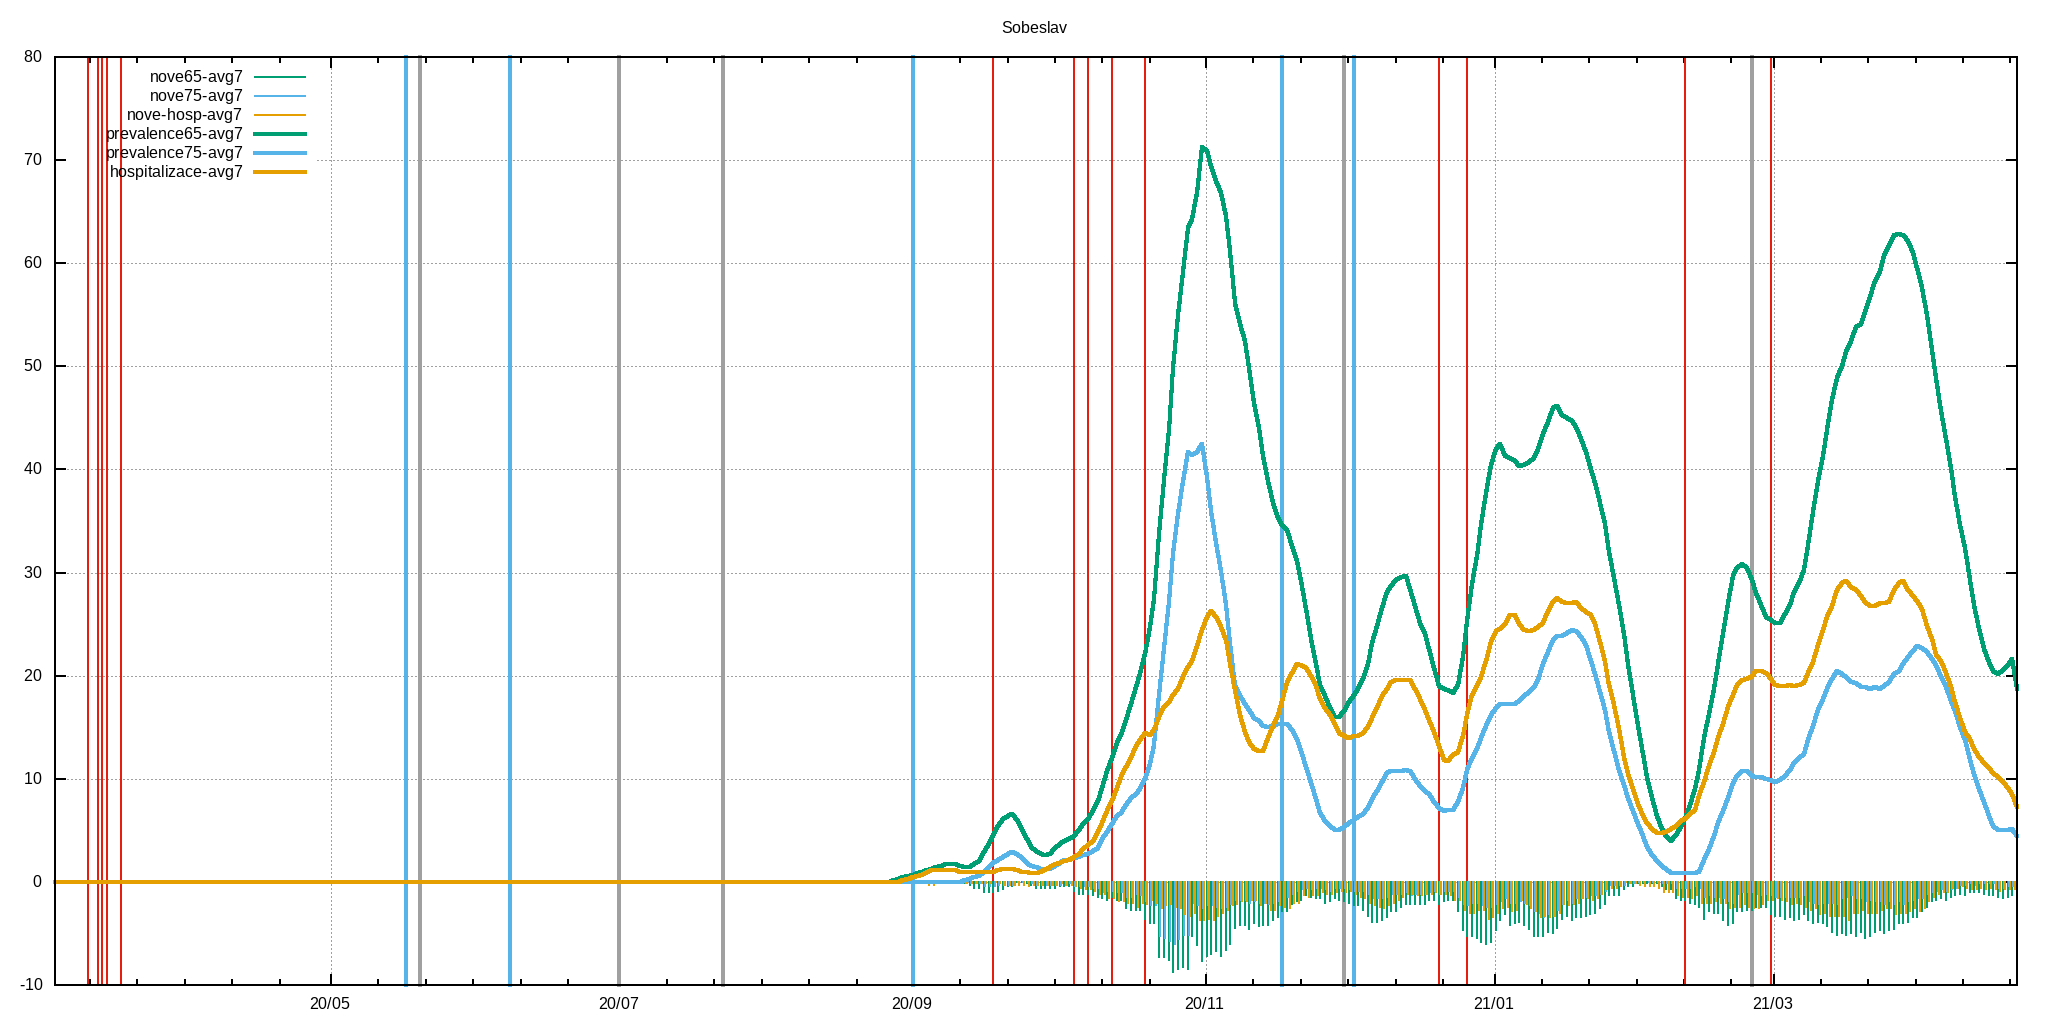 Sobeslav
80
nove65-avg7
nove75-avg7
nove-hosp-avg7
prevalence65-avg7
prevalence75-avg7
hospitalizace-avg7
70
60
50
40
30
20
10
0
-10
20/05 20/07 20/09 20/11 21/01 21/03